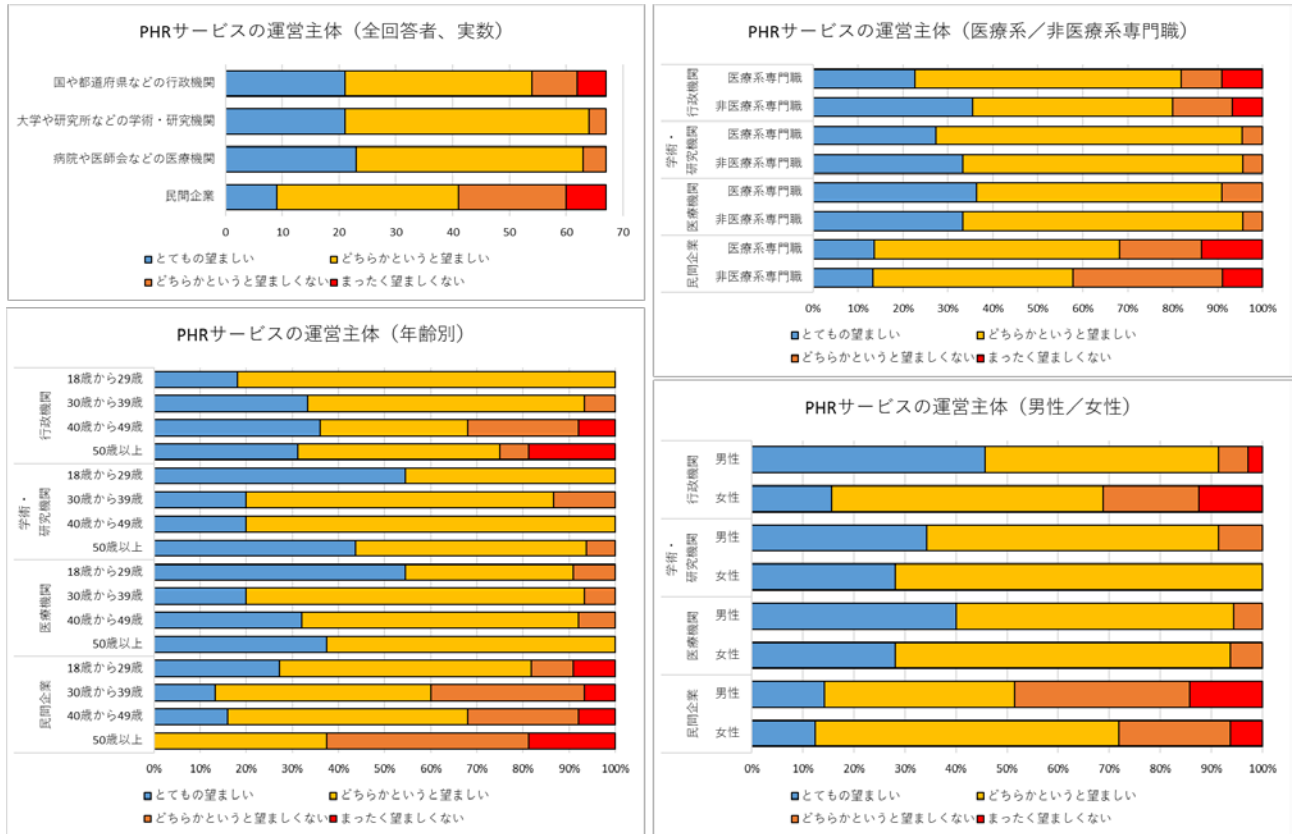 PHRサービスの運営主体（全回答者、実数）
国や都道府県などの行政機関
大学や研究所などの学術・研究機関
病院や医師会などの医療機関
民間企業
0 10 20 30 40 50 60 70
とてもの望ましい
どちらかというと望ましい
どちらかというと望ましくない
まったく望ましくない
PHRサービスの運営主体（医療系／非医療系専門職）
行政機関
医療系専門職
非医療系専門職
学術・
研究機関
医療系専門職
非医療系専門職
医療機関
医療系専門職
非医療系専門職
民間企業
医療系専門職
非医療系専門職
0% 10% 20% 30% 40% 50% 60% 70% 80% 90% 100%
とてもの望ましい
どちらかというと望ましい
どちらかというと望ましくない
まったく望ましくない
PHRサービスの運営主体（年齢別）
行政機関
18歳から29歳
30歳から39歳
40歳から49歳
50歳以上
学術・
研究機関
18歳から29歳
30歳から39歳
40歳から49歳
50歳以上
医療機関
18歳から29歳
30歳から39歳
40歳から49歳
50歳以上
民間企業
18歳から29歳
30歳から39歳
40歳から49歳
50歳以上
0% 10% 20% 30% 40% 50% 60% 70% 80% 90% 100%
とてもの望ましい
どちらかというと望ましい
どちらかというと望ましくない
まったく望ましくない
PHRサービスの運営主体（男性／女性）
行政機関
男性
女性
学術・
研究機関
男性
女性
医療機関
男性
女性
民間企業
男性
女性
0% 10% 20% 30% 40% 50% 60% 70% 80% 90% 100%
とてもの望ましい
どちらかというと望ましい
どちらかというと望ましくない
まったく望ましくない